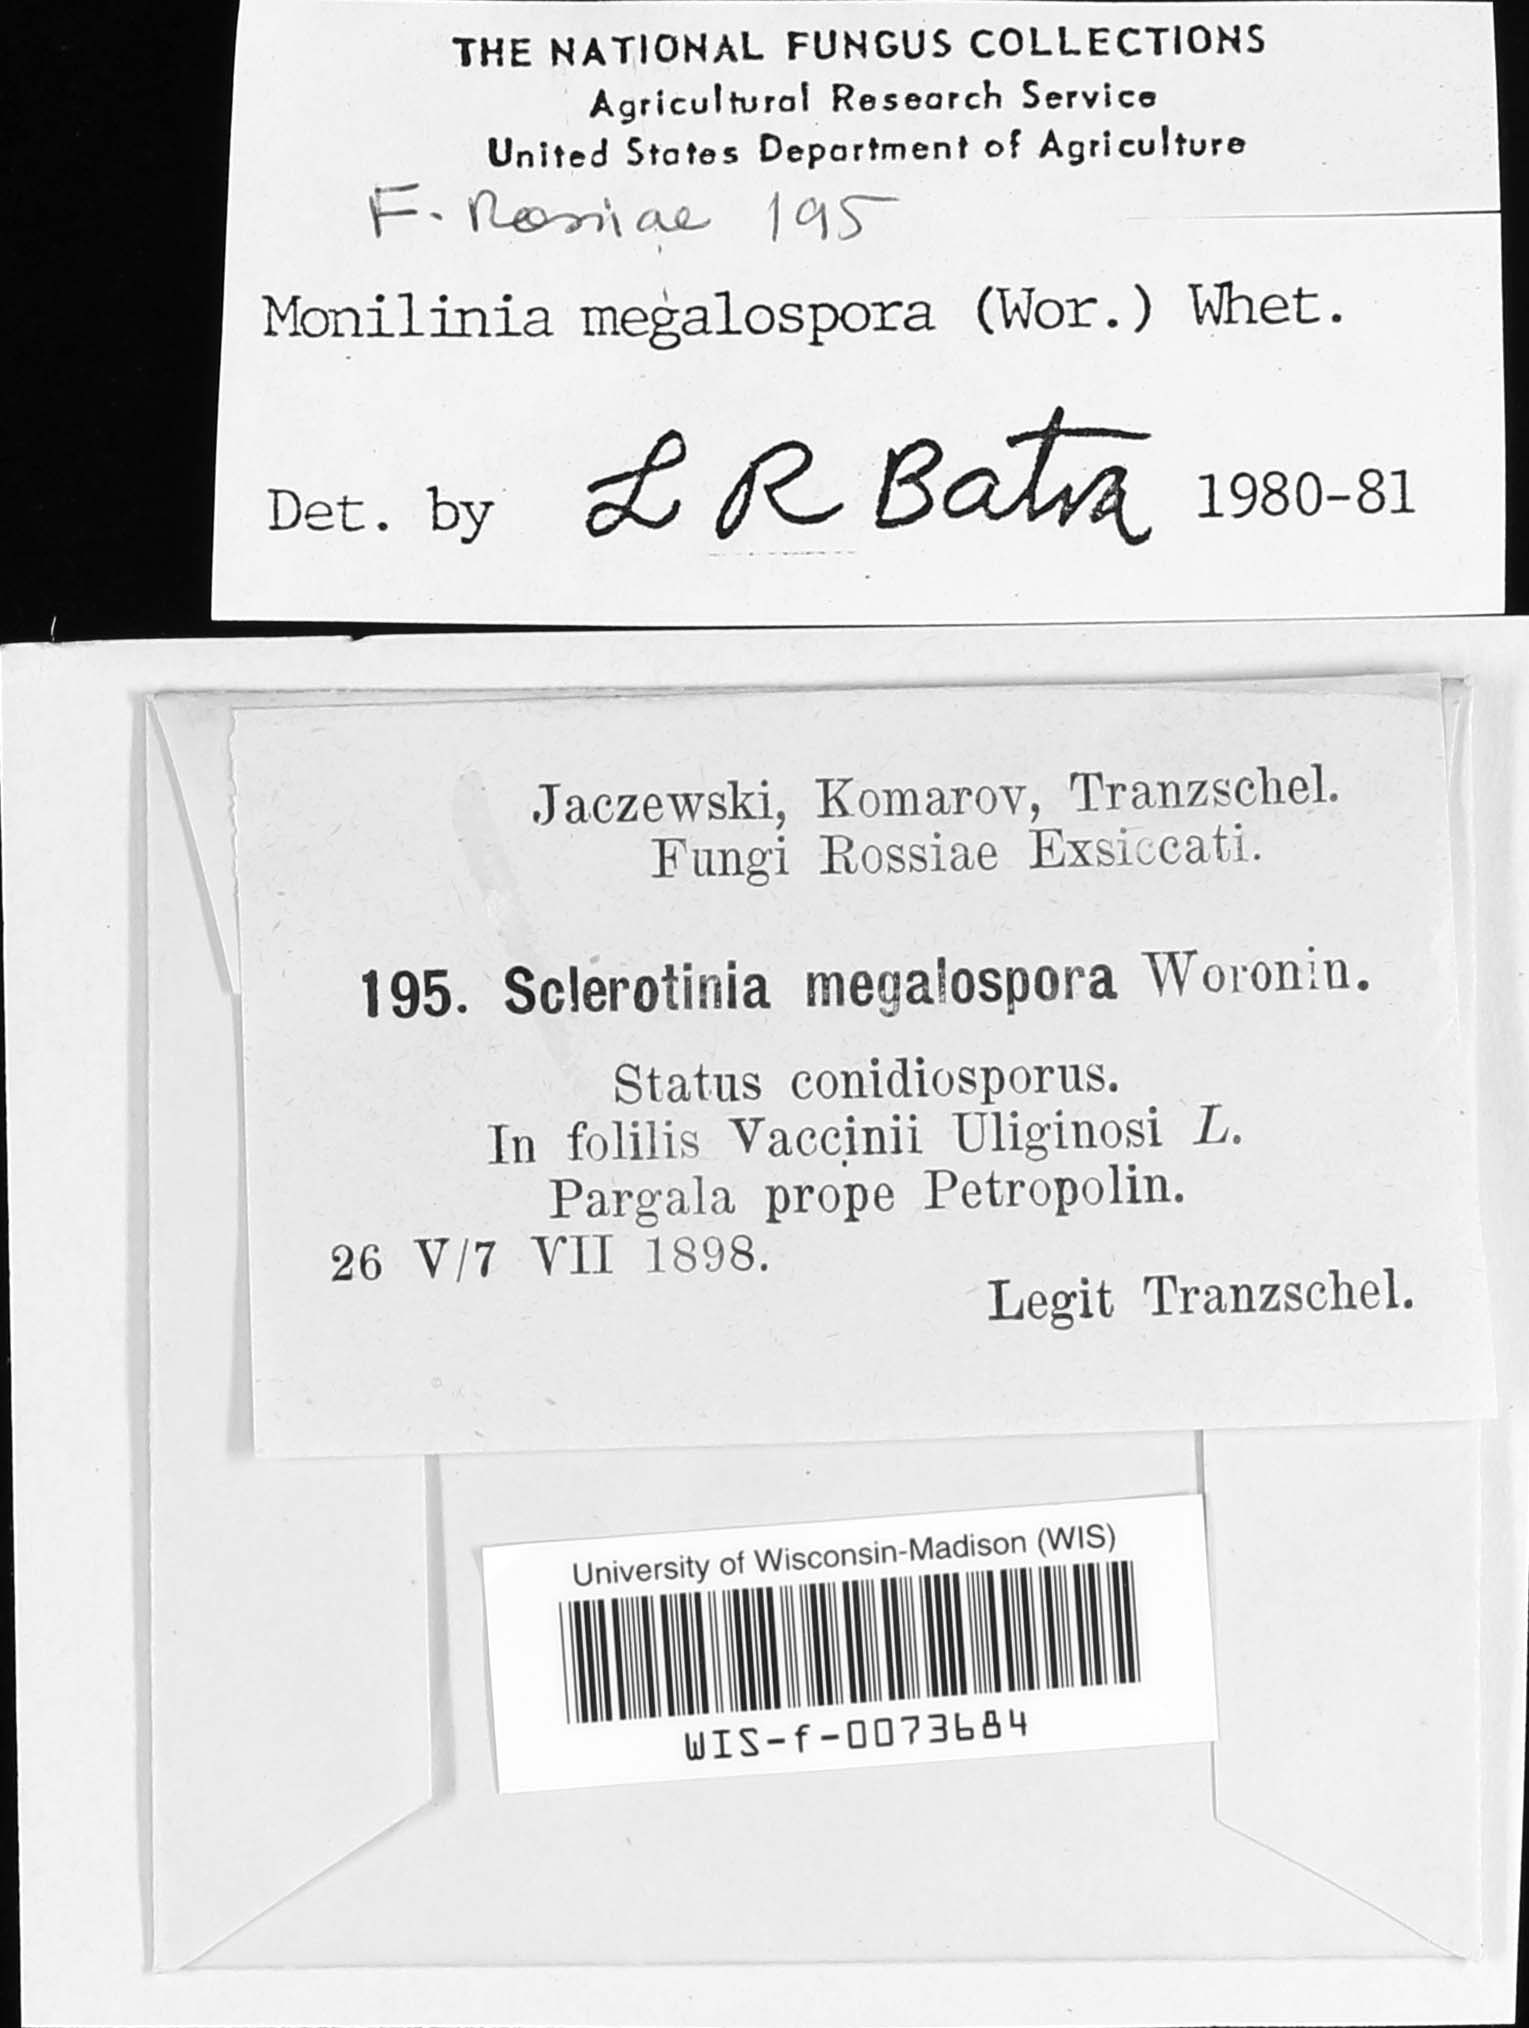 THE NATIONAL FUNGUS COLLECTIONS
Agricultural Research Service
United States Department of Agriculture
F. Rossiae 195
Monilinia megalospora (Wor.) Whet.
Det. by L R Batra 1980-81
Jaczewski, Komarov, Tranzschel.
Fungi Rossiae Exsiccati.
195. Sclerotinia megalospora Woronin.
Status conidiosporus.
In folilis Vaccinii Uliginosi L.
Pargala prope Petropolin.
26 V/7 VII 1898.
Legit Tranzschel.
University of Wisconsin-Madison (WIS)
WIS-f-0073684